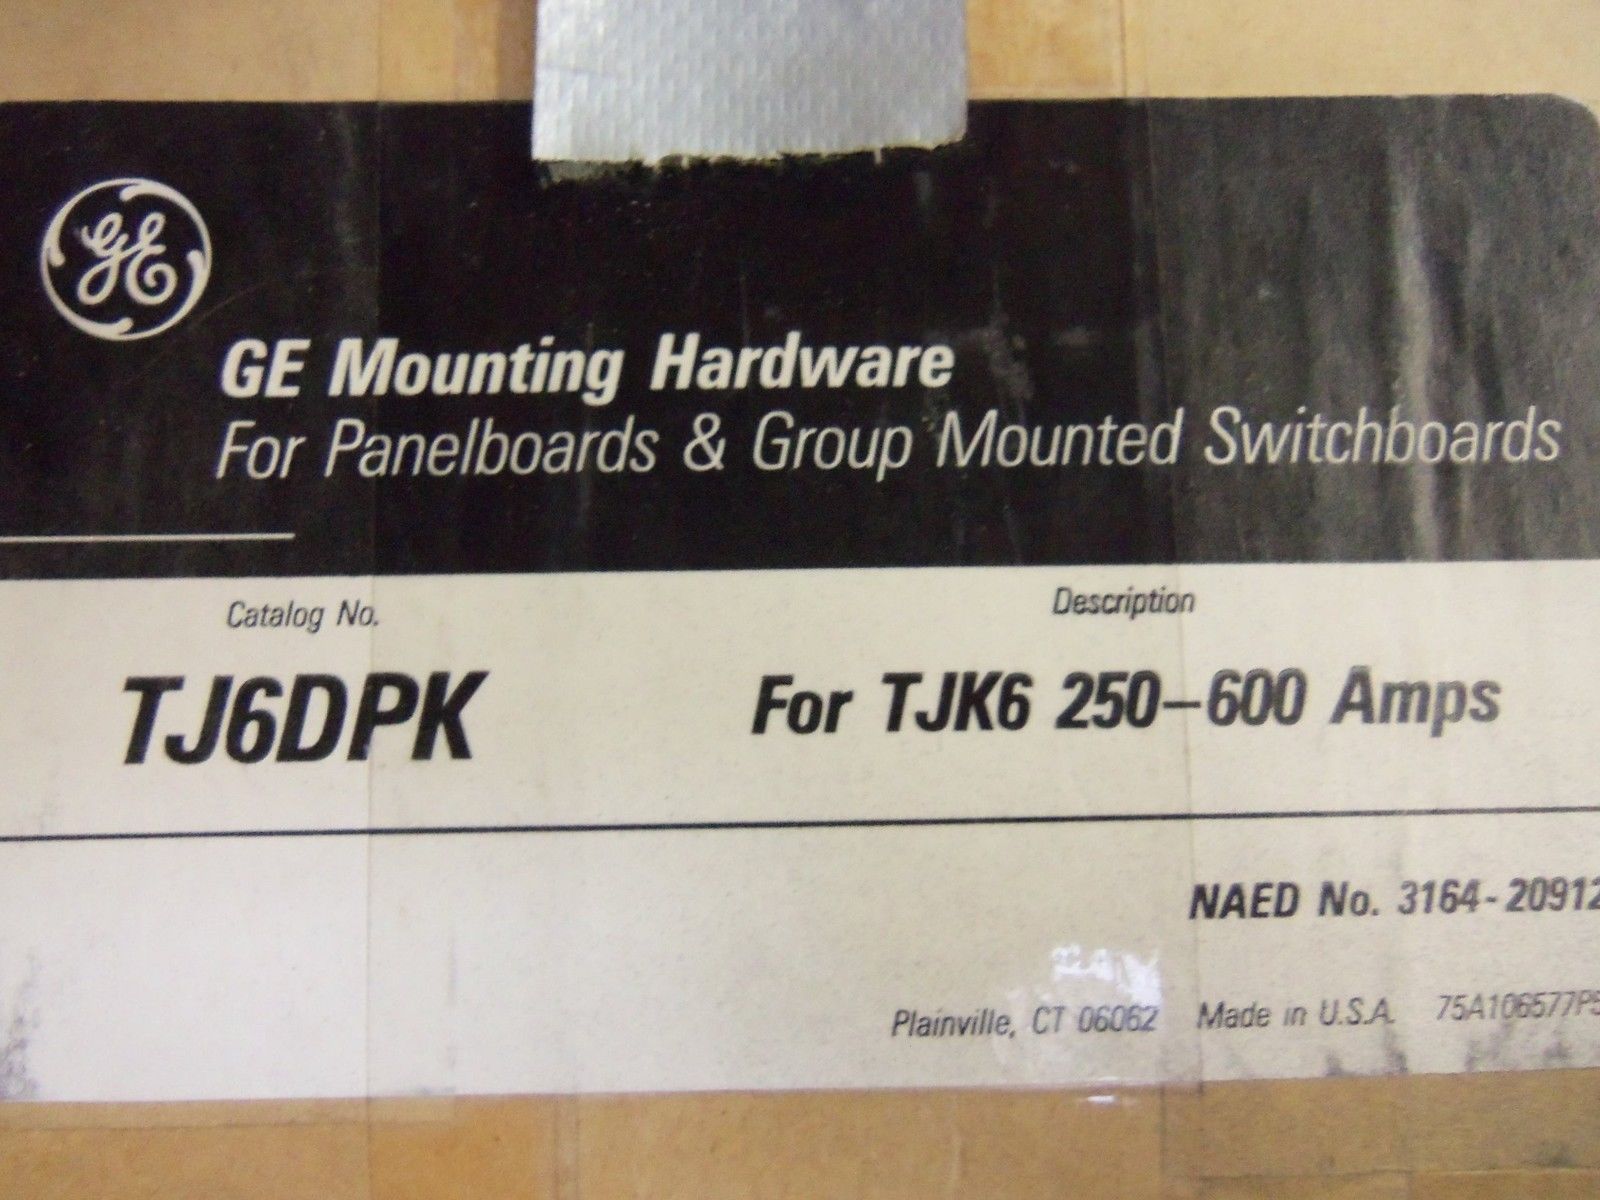 GE
GE Mounting Hardware
For Panelboards & Group Mounted Switchboards
Catalog No.
Description
TJ6DPK
For TJK6 250–600 Amps
NAED No. 3164-20912
Plainville, CT 06062 Made in U.S.A. 75A106577P5